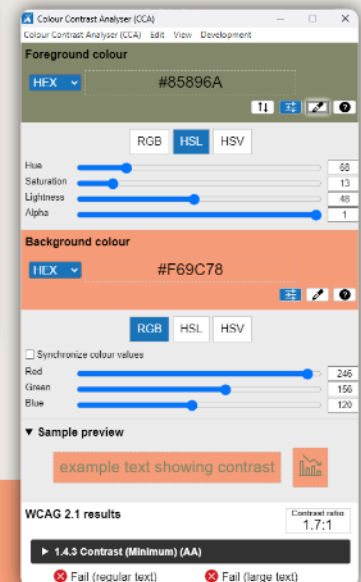 Colour Contrast Analyser (CCA)
Colour Contrast Analyser (CCA) Edit View Development
Foreground colour
HEX #85896A
RGB HSL HSV
Hue 68
Saturation 13
Lightness 48
Alpha 1
Background colour
HEX #F69C78
RGB HSL HSV
Synchronize colour values
Red 246
Green 156
Blue 120
▼ Sample preview
example text showing contrast
WCAG 2.1 results
Contrast ratio
1.7:1
▶ 1.4.3 Contrast (Minimum) (AA)
Fail (regular text) Fail (large text)